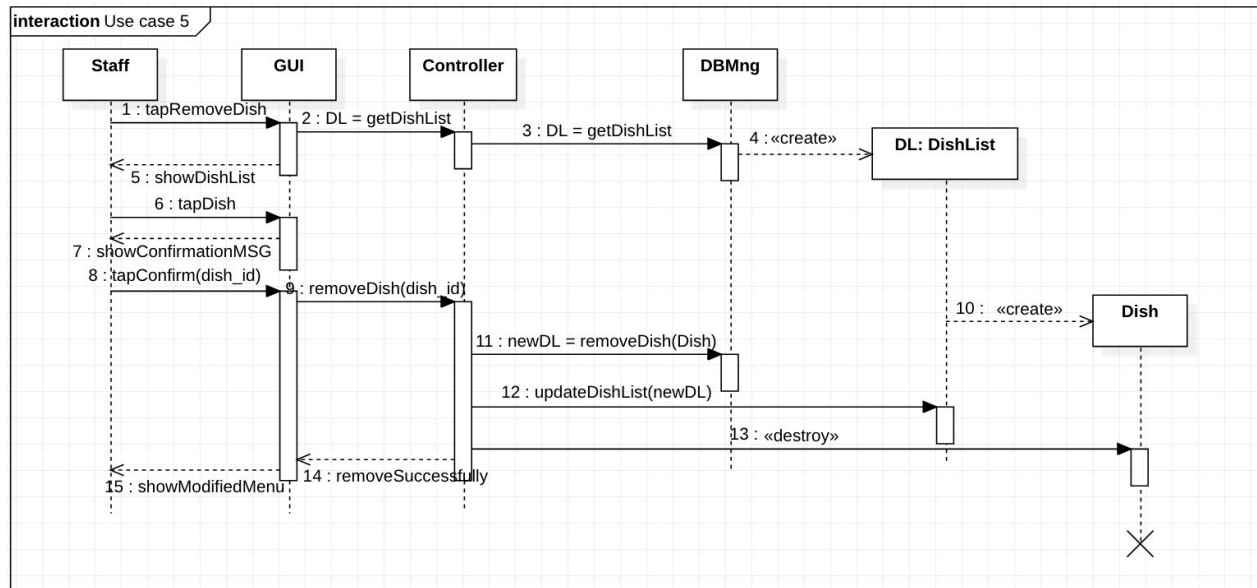 interaction Use case 5
Staff
GUI
Controller
DBMng
1 : tapRemoveDish
2 : DL = getDishList
3 : DL = getDishList
4 : «create»
DL: DishList
5 : showDishList
6 : tapDish
7 : showConfirmationMSG
8 : tapConfirm(dish_id)
9 : removeDish(dish_id)
10 : «create»
Dish
11 : newDL = removeDish(Dish)
12 : updateDishList(newDL)
13 : «destroy»
14 : removeSuccessfully
15 : showModifiedMenu